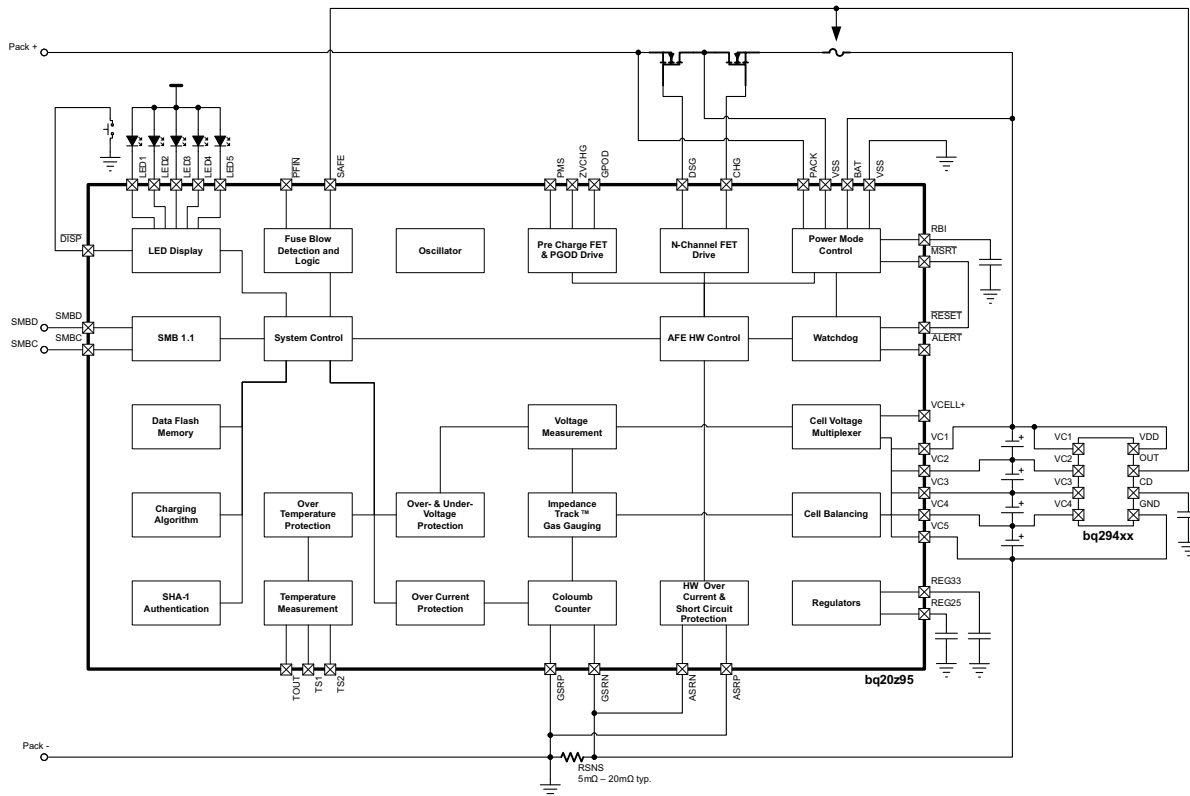 Pack +
LED1
LED2
LED3
LED4
LED5
PFIN
SAFE
PMS
ZVCHG
GPOD
DSG
CHG
PACK
VSS
BAT
VSS
DISP
LED Display
Fuse Blow
Detection and
Logic
Oscillator
Pre Charge FET
& PGOD Drive
N-Channel FET
Drive
Power Mode
Control
RBI
MSRT
SMBD
SMBD
SMBC
SMBC
SMB 1.1
System Control
AFE HW Control
Watchdog
RESET
ALERT
Data Flash
Memory
Voltage
Measurement
Cell Voltage
Multiplexer
VCELL+
VC1
VC2
VC3
VC4
VC5
+
+
+
+
VC1
VC2
VC3
VC4
VDD
OUT
CD
GND
bq294xx
Charging
Algorithm
Over
Temperature
Protection
Over- & Under-
Voltage
Protection
Impedance
Track™
Gas Gauging
Cell Balancing
SHA-1
Authentication
Temperature
Measurement
Over Current
Protection
Coloumb
Counter
HW Over
Current &
Short Circuit
Protection
Regulators
REG33
REG25
bq20z95
TOUT
TS1
TS2
GSRP
GSRN
ASRN
ASRP
Pack -
RSNS
5mΩ – 20mΩ typ.